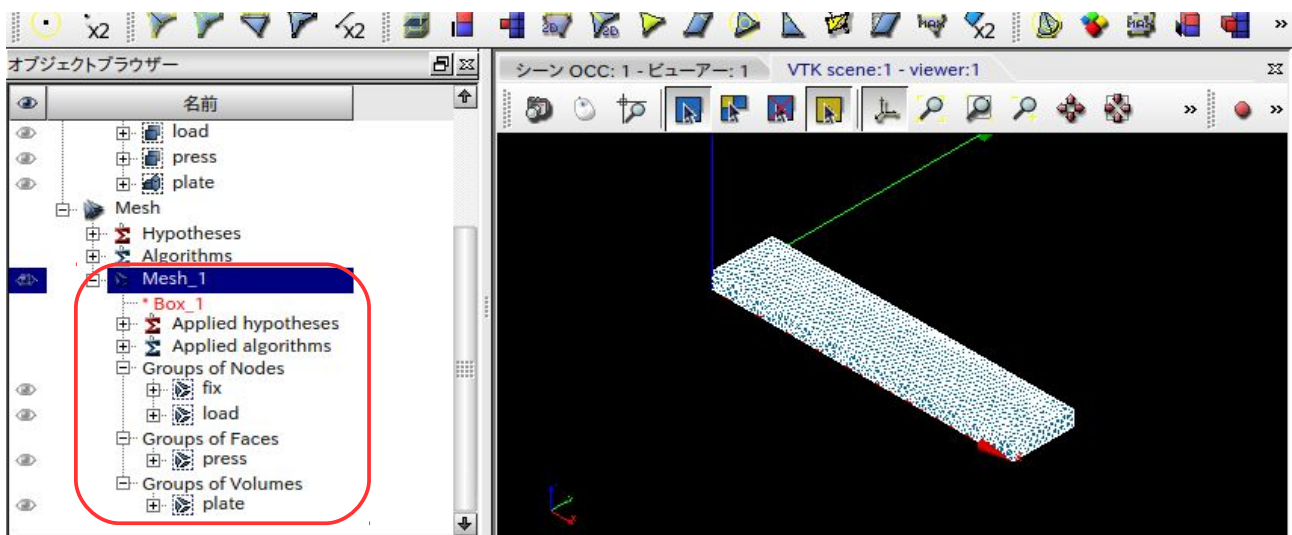 x2 2D x2 MAX x2
オブジェクトブラウザー
名前
load
press
plate
Mesh
Hypotheses
Algorithms
Mesh_1
* Box_1
Applied hypotheses
Applied algorithms
Groups of Nodes
fix
load
Groups of Faces
press
Groups of Volumes
plate
シーン OCC: 1 - ビューアー: 1 VTK scene:1 - viewer:1